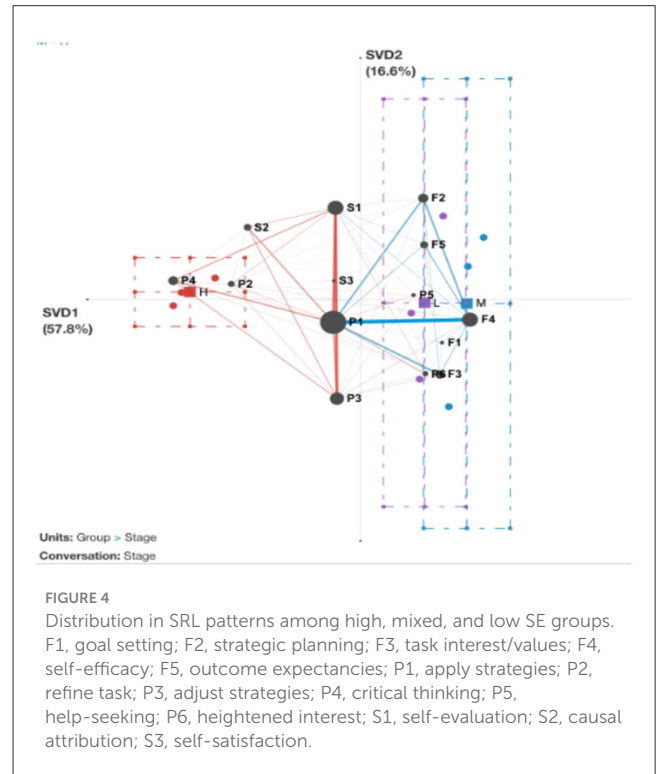 SVD2
(16.6%)
S1
F2
S2
F5
P4
P2
S3
H
P5
L
M
SVD1
(57.8%)
P1
F4
F1
P6
F3
P3
Units: Group > Stage
Conversation: Stage
FIGURE 4
Distribution in SRL patterns among high, mixed, and low SE groups.
F1, goal setting; F2, strategic planning; F3, task interest/values; F4,
self-efficacy; F5, outcome expectancies; P1, apply strategies; P2,
refine task; P3, adjust strategies; P4, critical thinking; P5,
help-seeking; P6, heightened interest; S1, self-evaluation; S2, causal
attribution; S3, self-satisfaction.